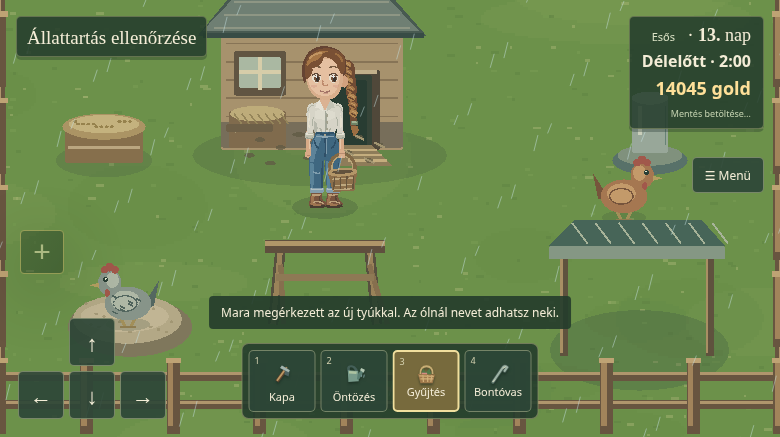 Állattartás ellenőrzése
Esős · 13. nap
Délelőtt · 2:00
14045 gold
Mentés betöltése...
☰ Menü
+
Mara megérkezett az új tyúkkal. Az ólnál nevet adhatsz neki.
1 2 3 4
Kapa Öntözés Gyűjtés Bontóvas
↑
← ↓ →